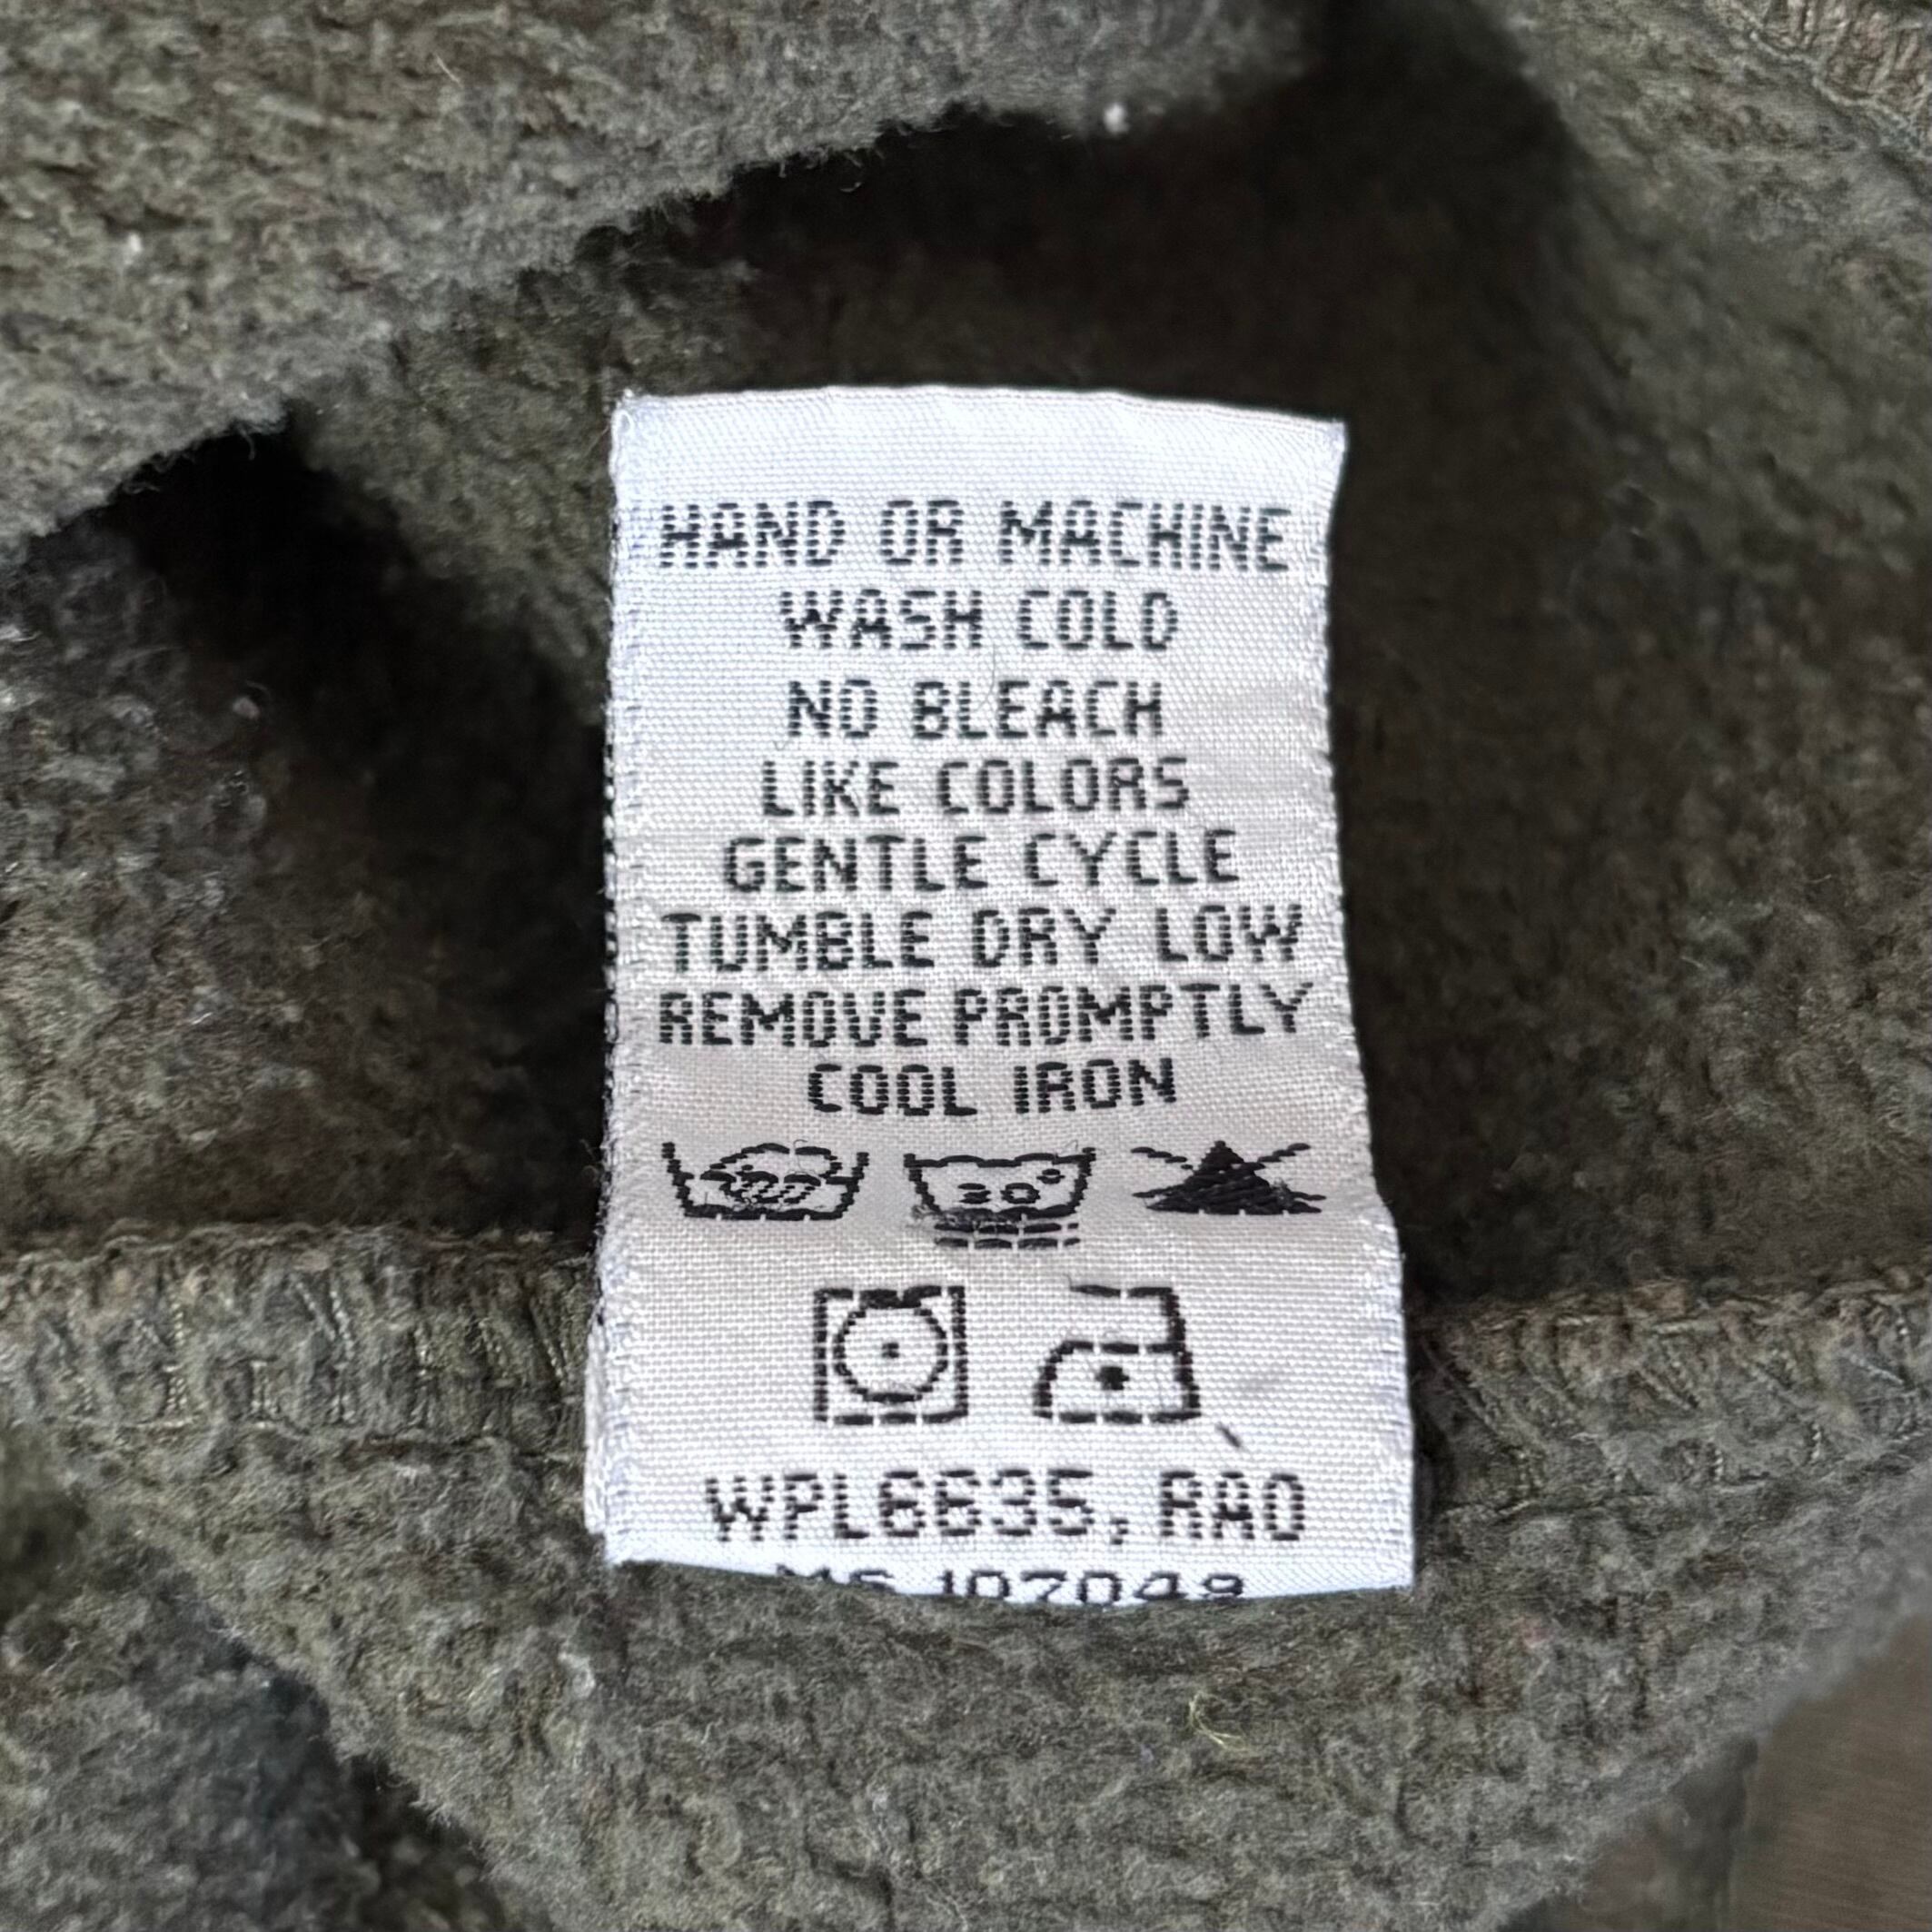 HAND OR MACHINE
WASH COLD
NO BLEACH
LIKE COLORS
GENTLE CYCLE
TUMBLE DRY LOW
REMOVE PROMPTLY
COOL IRON
30°
WPL6635, RAO